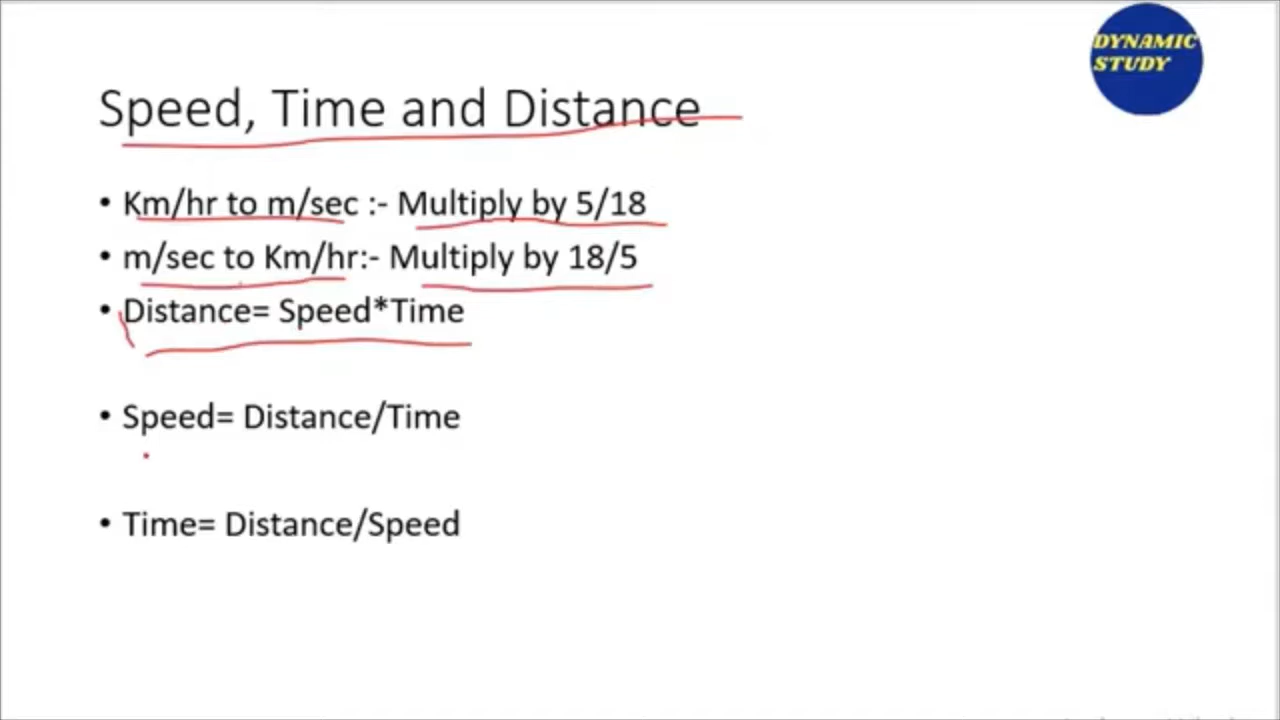 DYNAMIC
STUDY
Speed, Time and Distance
• Km/hr to m/sec :- Multiply by 5/18
• m/sec to Km/hr:- Multiply by 18/5
• Distance= Speed*Time
• Speed= Distance/Time
• Time= Distance/Speed